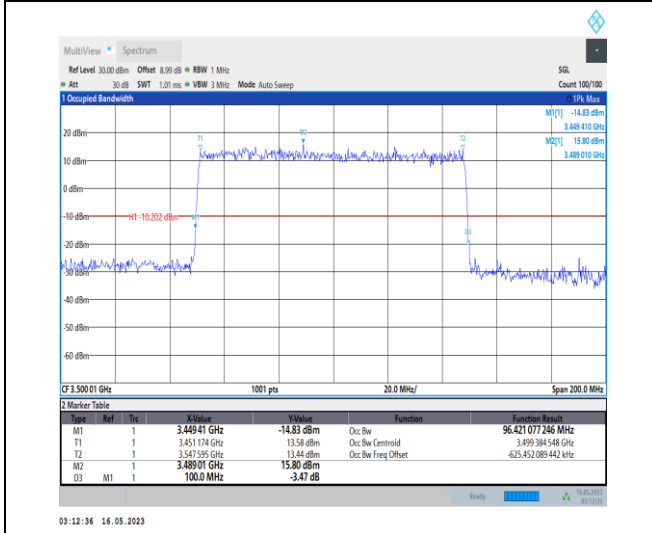 MultiView Spectrum
Ref Level 30.00 dBm Offset 8.99 dB RBW 1 MHz SGL
Att 30 dB SWT 1.01 ms VBW 3 MHz Mode Auto Sweep Count 100/100
1 Occupied Bandwidth 1Pk Max
M1[1] -14.83 dBm
3.449 410 GHz
M2[1] 15.80 dBm
3.489 010 GHz
20 dBm
T1 M2 T2
10 dBm
0 dBm
-10 dBm H1 -10.202 dBm M1
D3
-20 dBm
-30 dBm
-40 dBm
-50 dBm
-60 dBm
CF 3.500 01 GHz 1001 pts 20.0 MHz/ Span 200.0 MHz
2 Marker Table
Type Ref Trc X-Value Y-Value Function Function Result
M1 1 3.449 41 GHz -14.83 dBm Occ Bw 96.421 077 246 MHz
T1 1 3.451 174 GHz 13.58 dBm Occ Bw Centroid 3.499 384 548 GHz
T2 1 3.547 595 GHz 13.44 dBm Occ Bw Freq Offset -625.452 089 442 kHz
M2 1 3.489 01 GHz 15.80 dBm
D3 M1 1 100.0 MHz -3.47 dB
Ready 16.05.2023
03:12:35
03:12:36 16.05.2023